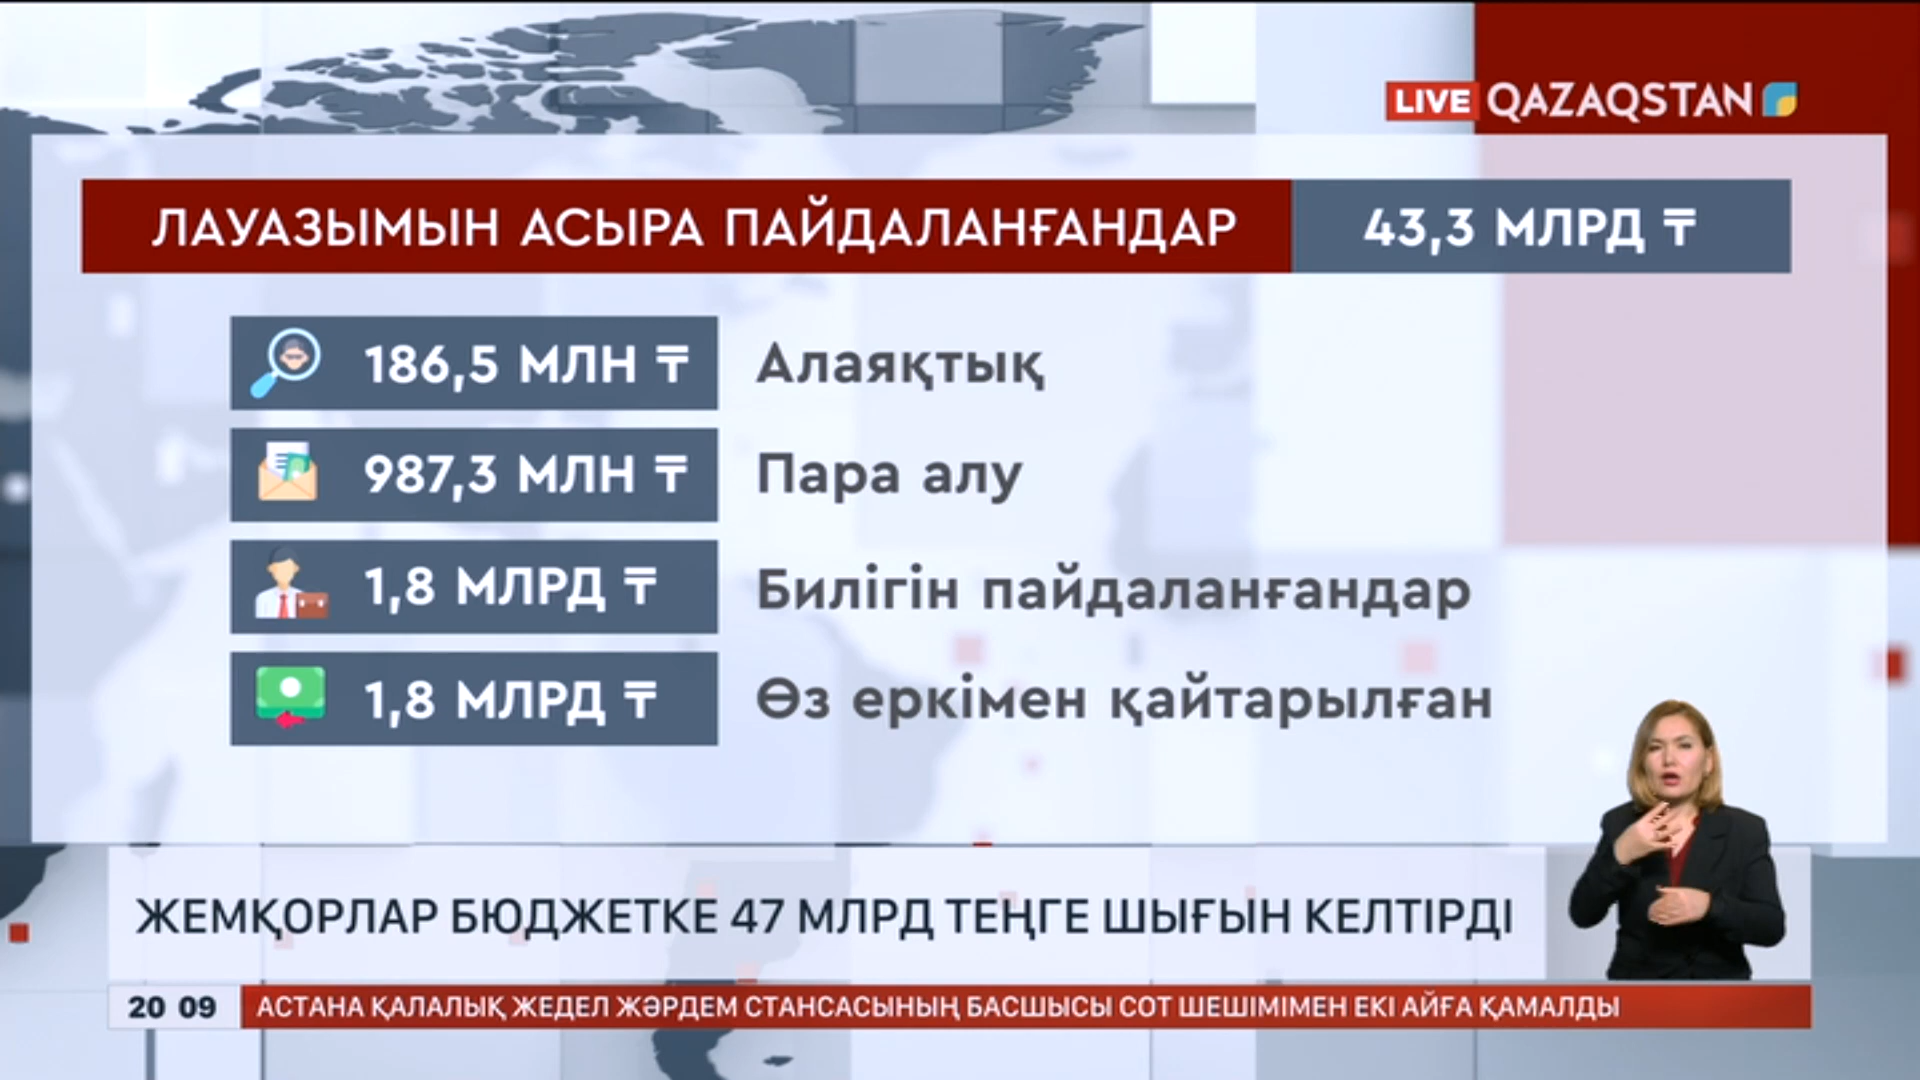 LIVE QAZAQSTAN
ЛАУАЗЫМЫН АСЫРА ПАЙДАЛАНҒАНДАР 43,3 МЛРД ₸
186,5 МЛН ₸ Алаяқтық
987,3 МЛН ₸ Пара алу
1,8 МЛРД ₸ Билігін пайдаланғандар
1,8 МЛРД ₸ Өз еркімен қайтарылған
ЖЕМҚОРЛАР БЮДЖЕТКЕ 47 МЛРД ТЕҢГЕ ШЫҒЫН КЕЛТІРДІ
20 09 АСТАНА ҚАЛАЛЫҚ ЖЕДЕЛ ЖӘРДЕМ СТАНСАСЫНЫҢ БАСШЫСЫ СОТ ШЕШІМІМЕН ЕКІ АЙҒА ҚАМАЛДЫ